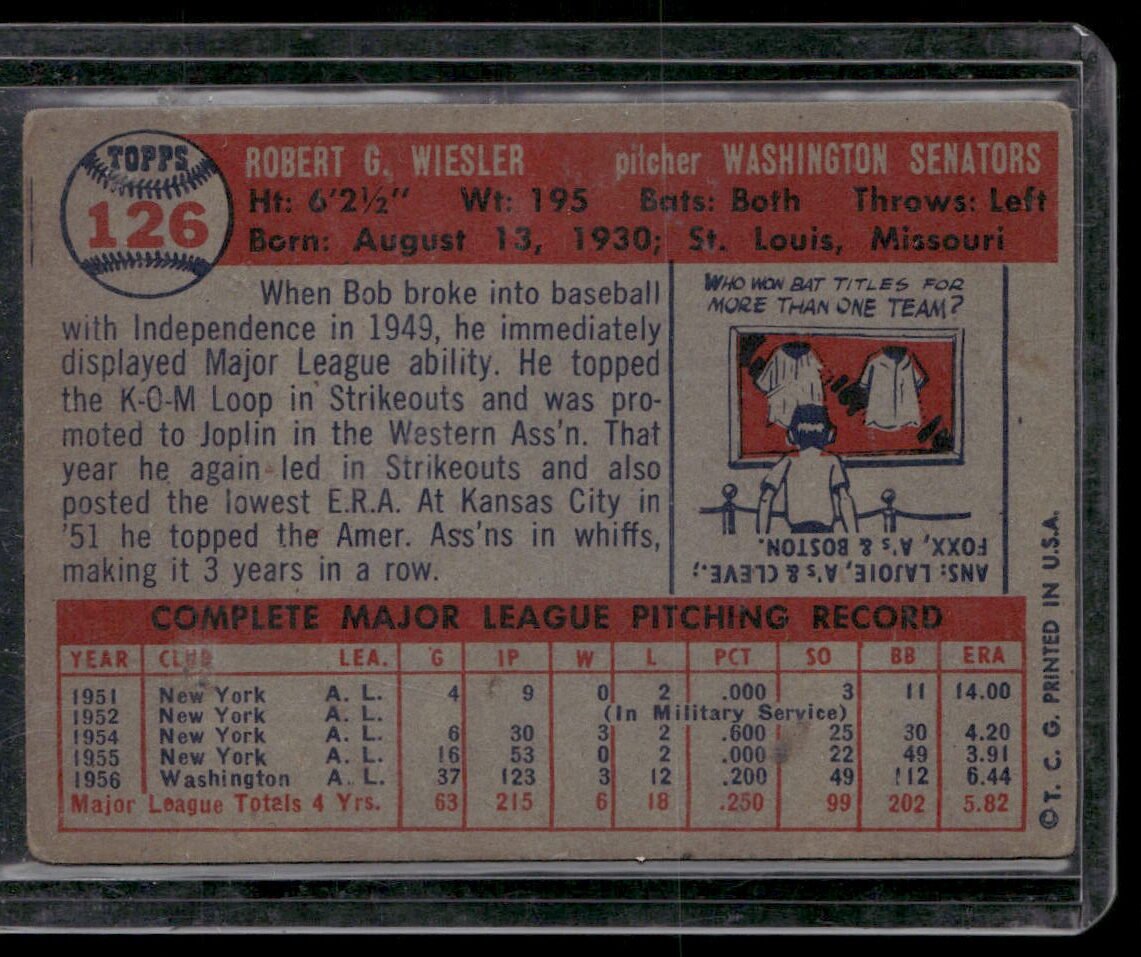 TOPPS
126
ROBERT G. WIESLER pitcher WASHINGTON SENATORS
Ht: 6'2½" Wt: 195 Bats: Both Throws: Left
Born: August 13, 1930; St. Louis, Missouri
When Bob broke into baseball
with Independence in 1949, he immediately
displayed Major League ability. He topped
the K-O-M Loop in Strikeouts and was pro-
moted to Joplin in the Western Ass'n. That
year he again led in Strikeouts and also
posted the lowest E.R.A. At Kansas City in
'51 he topped the Amer. Ass'ns in whiffs,
making it 3 years in a row.
WHO WON BAT TITLES FOR
MORE THAN ONE TEAM?
ANS: LAJOIE, A's & CLEVE.;
FOXX, A's & BOSTON.
COMPLETE MAJOR LEAGUE PITCHING RECORD
YEAR CLUB LEA. G IP W L PCT SO BB ERA
1951 New York A. L. 4 9 0 2 .000 3 11 14.00
1952 New York A. L. (In Military Service)
1954 New York A. L. 6 30 3 2 .600 25 30 4.20
1955 New York A. L. 16 53 0 2 .000 22 49 3.91
1956 Washington A. L. 37 123 3 12 .200 49 112 6.44
Major League Totals 4 Yrs. 63 215 6 18 .250 99 202 5.82
© T. C. G. PRINTED IN U.S.A.